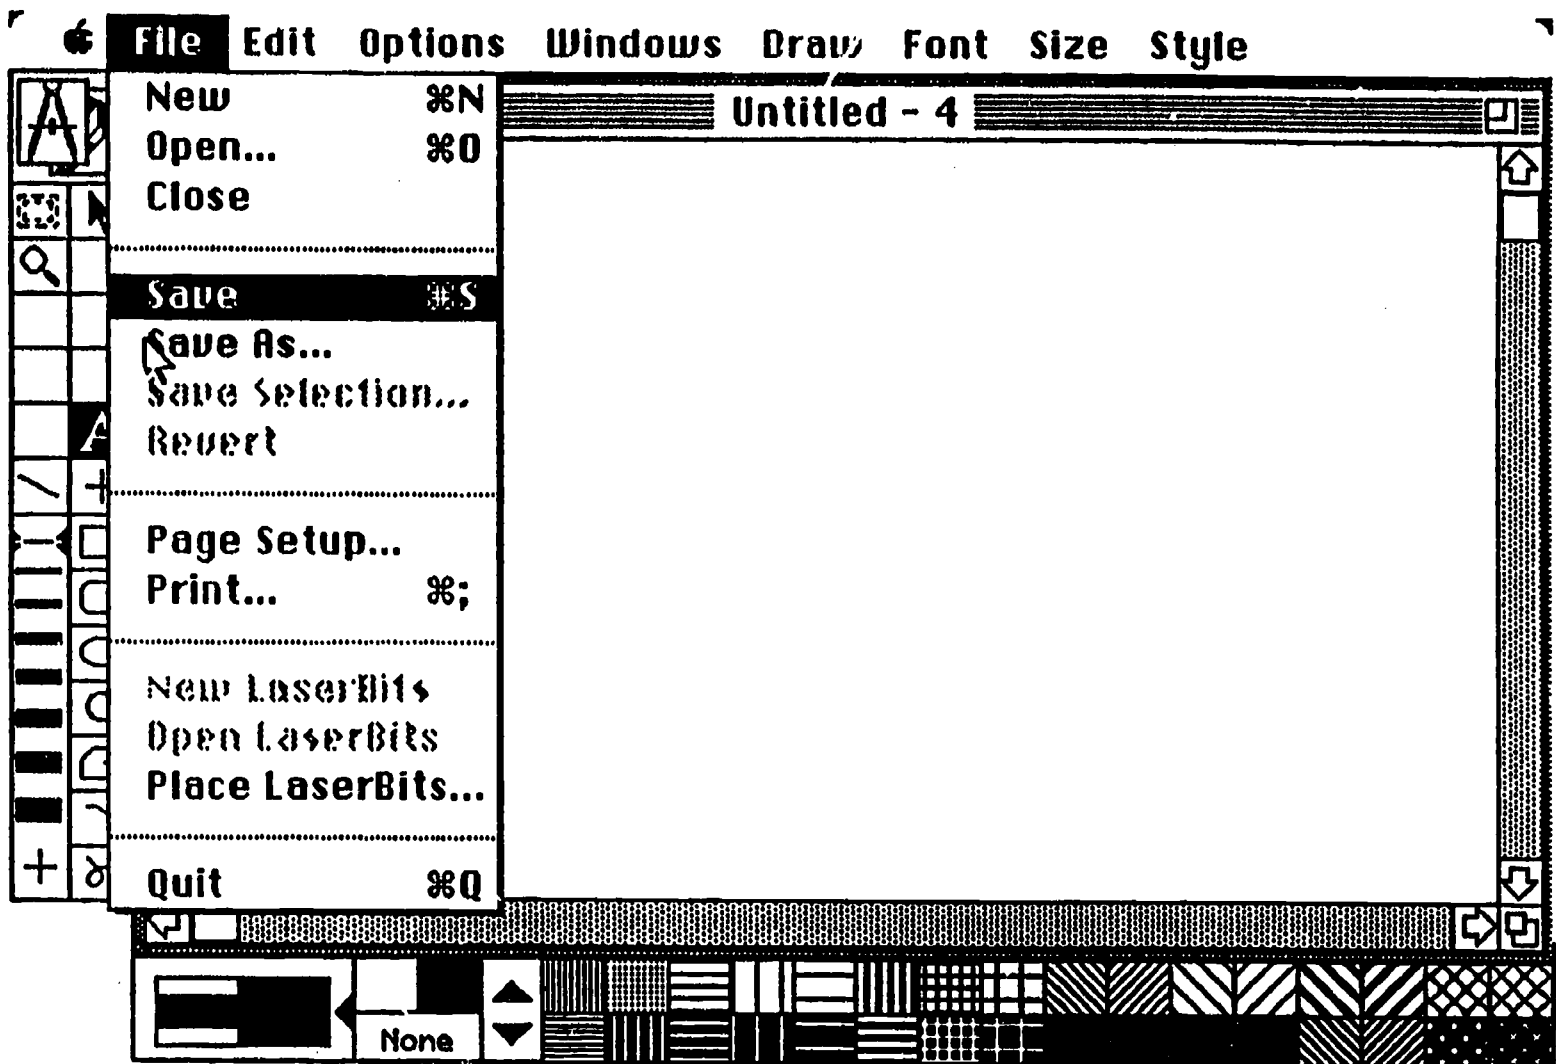 File Edit Options Windows Draw Font Size Style
Untitled - 4
New ⌘N
Open... ⌘O
Close
Save ⌘S
Save As...
Save Selection...
Revert
Page Setup...
Print... ⌘;
New LaserBits
Open LaserBits
Place LaserBits...
Quit ⌘Q
A
None